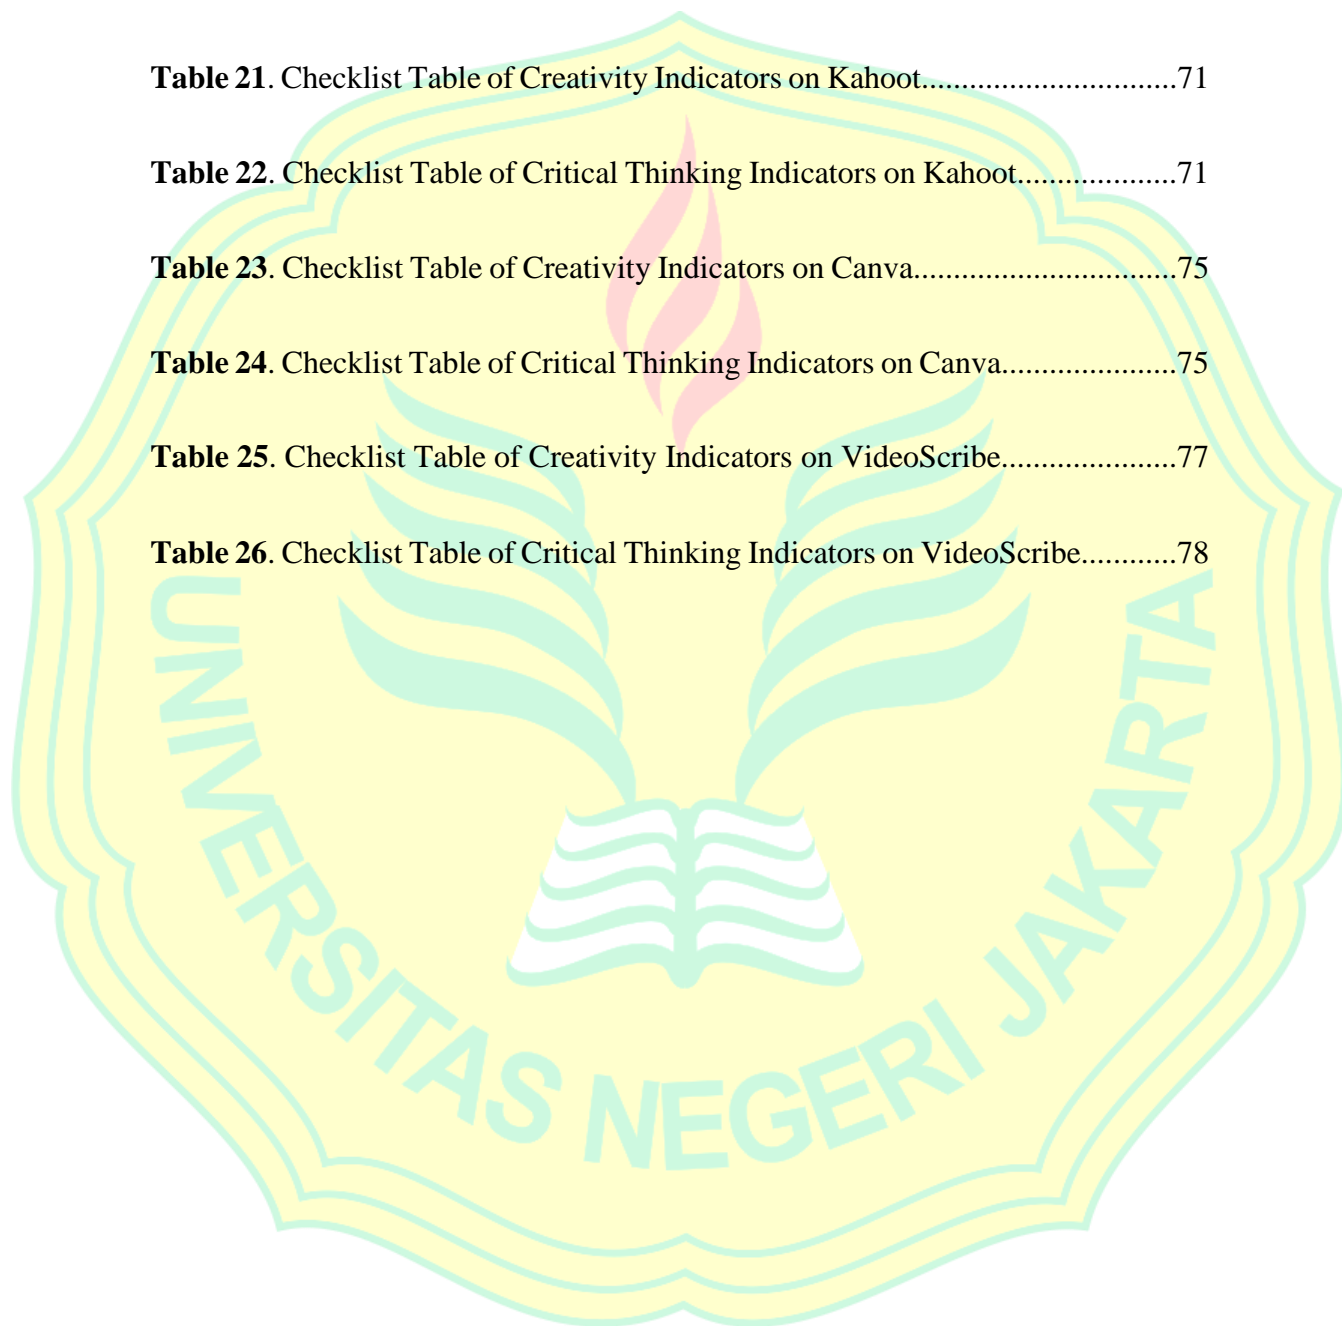 Table 21. Checklist Table of Creativity Indicators on Kahoot................................71
Table 22. Checklist Table of Critical Thinking Indicators on Kahoot....................71
Table 23. Checklist Table of Creativity Indicators on Canva.................................75
Table 24. Checklist Table of Critical Thinking Indicators on Canva......................75
Table 25. Checklist Table of Creativity Indicators on VideoScribe......................77
Table 26. Checklist Table of Critical Thinking Indicators on VideoScribe............78
UNIVERSITAS NEGERI JAKARTA